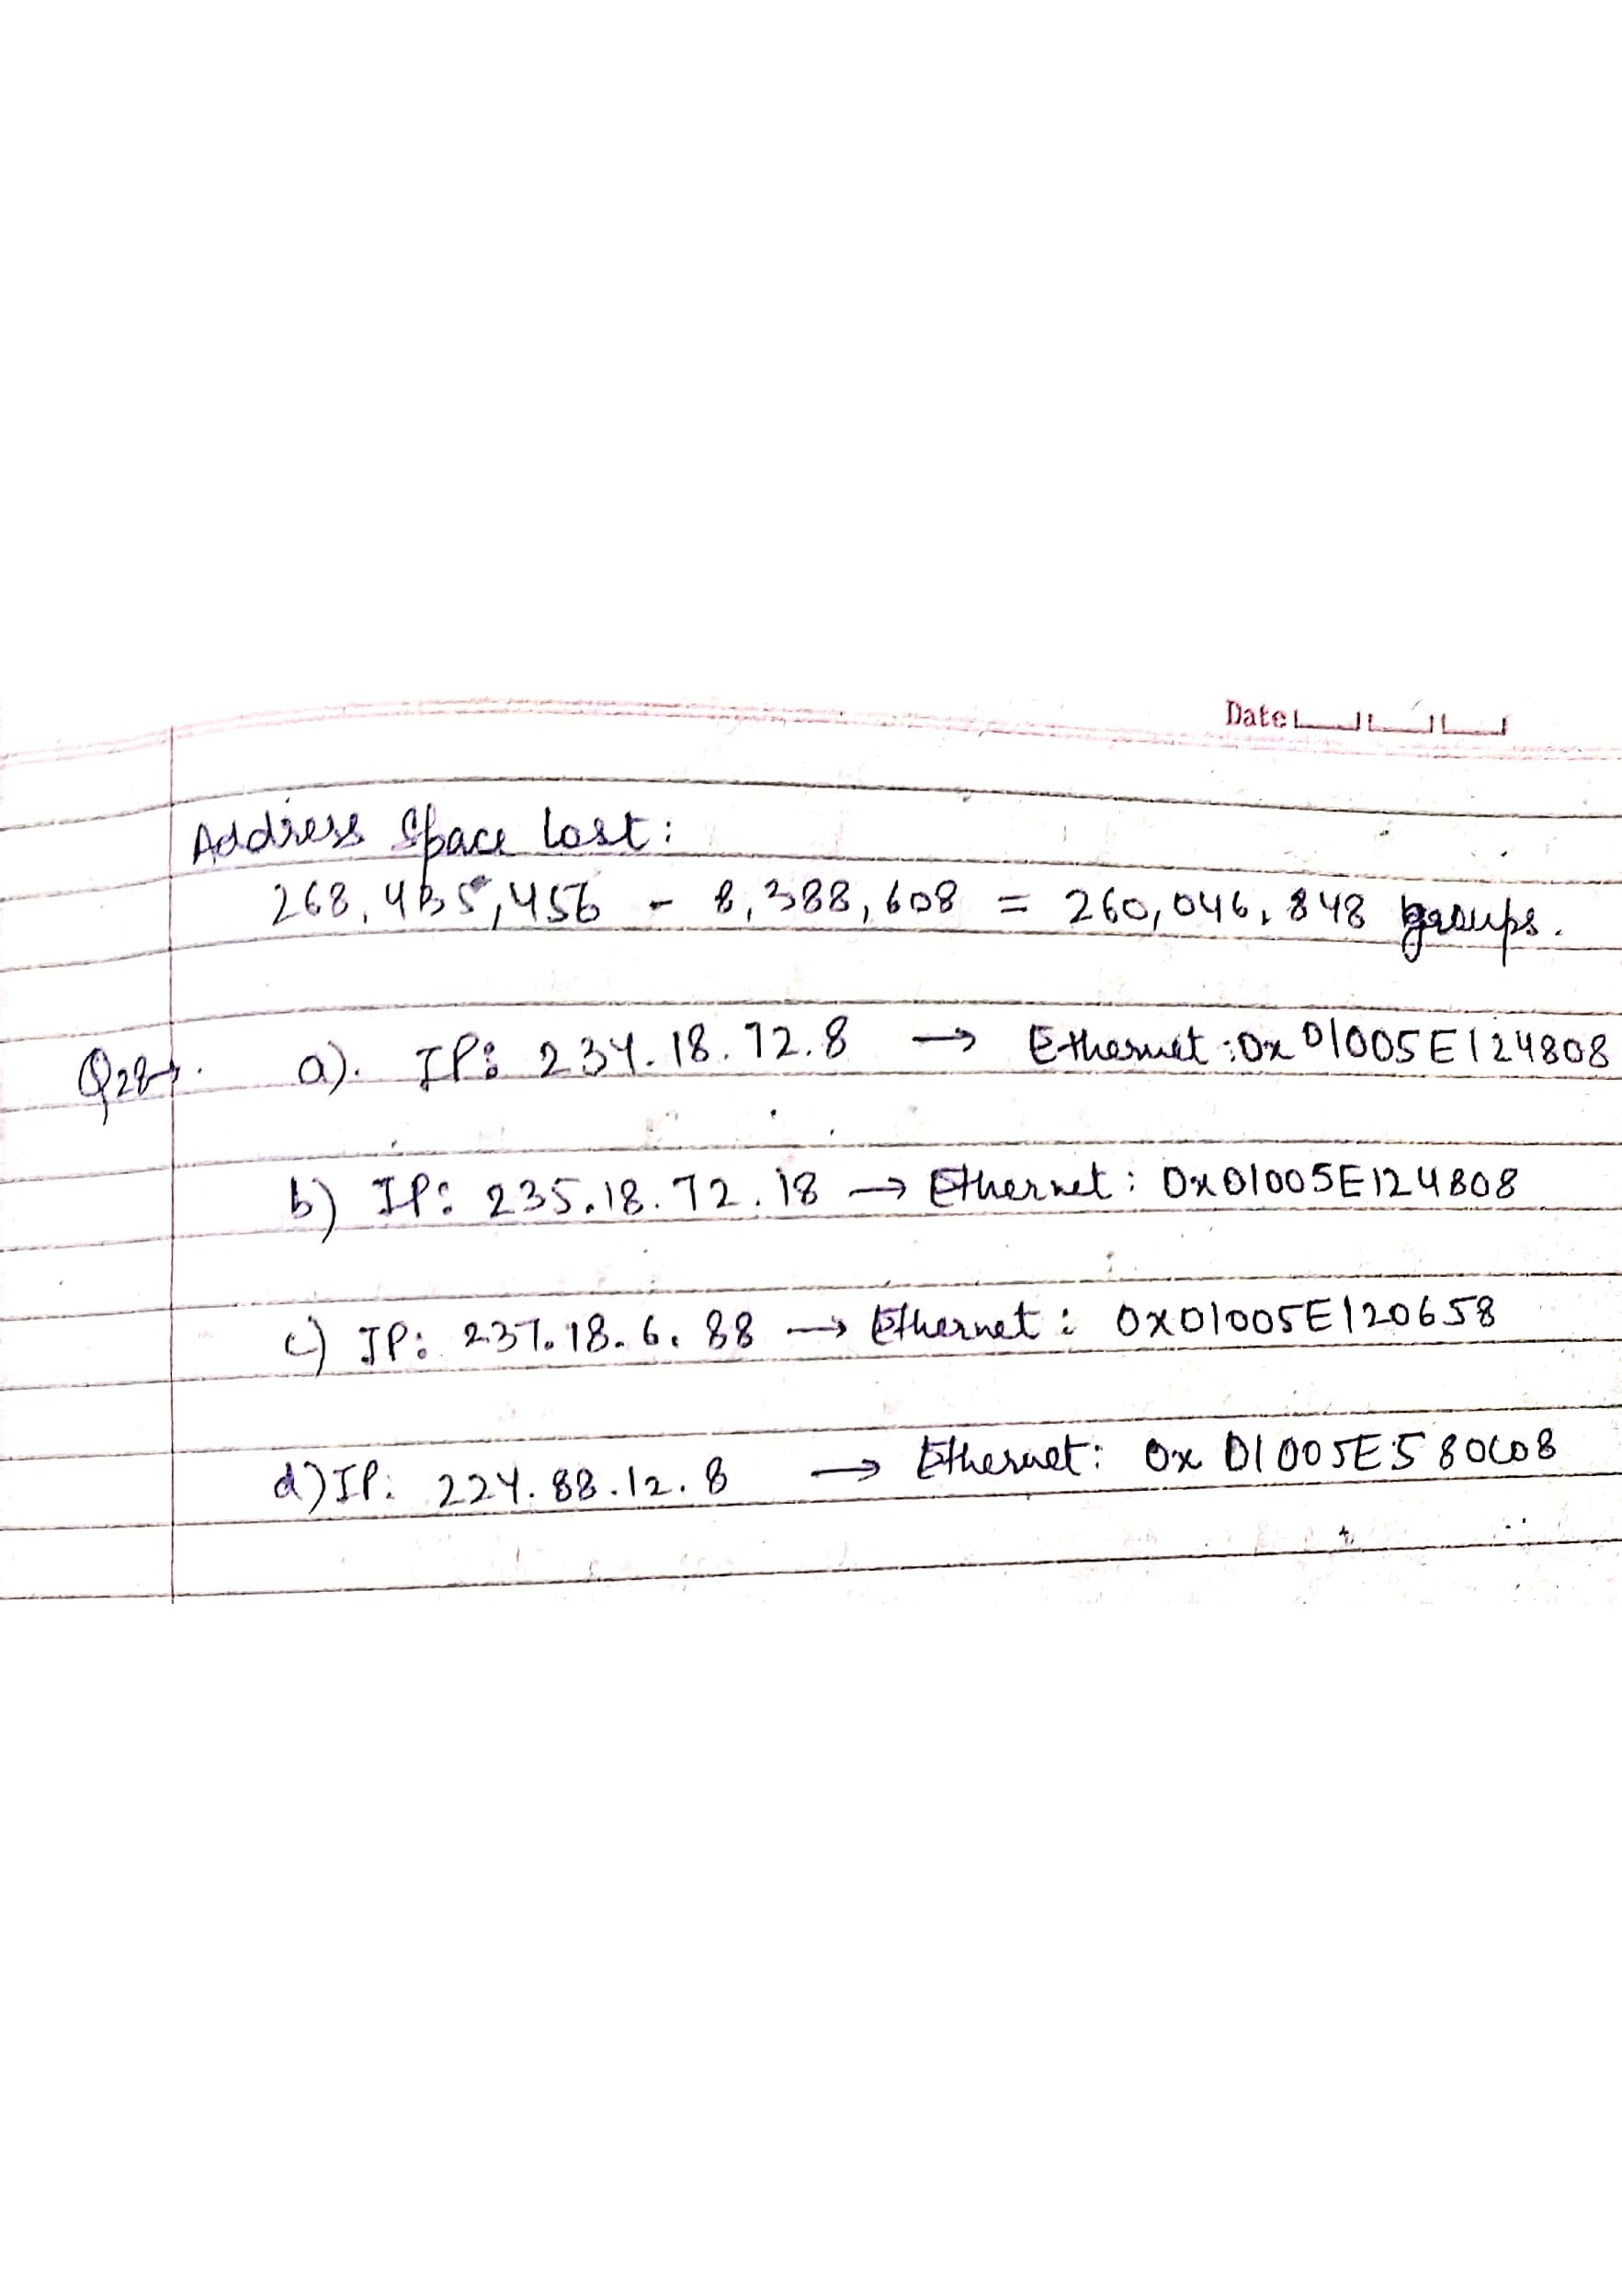 Date
Address Space lost:
268,435,456 - 8,388,608 = 260,046,848 groups.
Q28→. a). IP: 234.18.72.8 → Ethernet: 0x01005E124808
b) IP: 235.18.72.18 → Ethernet: 0x01005E124808
c) IP: 237.18.6.88 → Ethernet: 0x01005E120658
d) IP: 224.88.12.8 → Ethernet: 0x01005E580C08